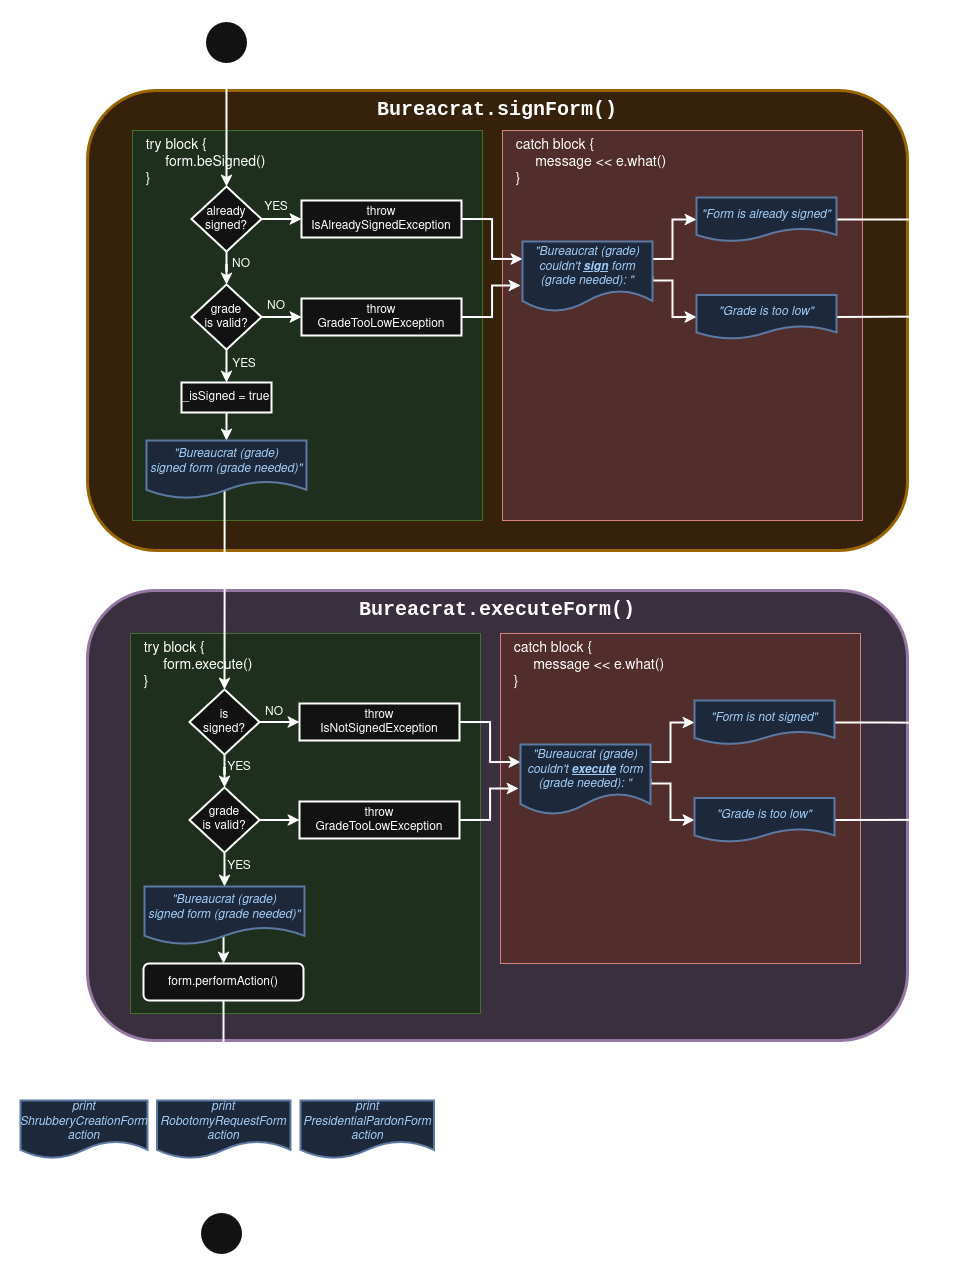 Bureacrat.signForm()
try block {
form.beSigned()
}
already
signed?
YES
throw
IsAlreadySignedException
NO
grade
is valid?
NO
throw
GradeTooLowException
YES
_isSigned = true
"Bureaucrat (grade)
signed form (grade needed)"
catch block {
message << e.what()
}
"Bureaucrat (grade)
couldn't sign form
(grade needed): "
"Form is already signed"
"Grade is too low"
Bureacrat.executeForm()
try block {
form.execute()
}
is
signed?
NO
throw
IsNotSignedException
YES
grade
is valid?
throw
GradeTooLowException
YES
"Bureaucrat (grade)
signed form (grade needed)"
form.performAction()
catch block {
message << e.what()
}
"Bureaucrat (grade)
couldn't execute form
(grade needed): "
"Form is not signed"
"Grade is too low"
print
ShrubberyCreationForm
action
print
RobotomyRequestForm
action
print
PresidentialPardonForm
action